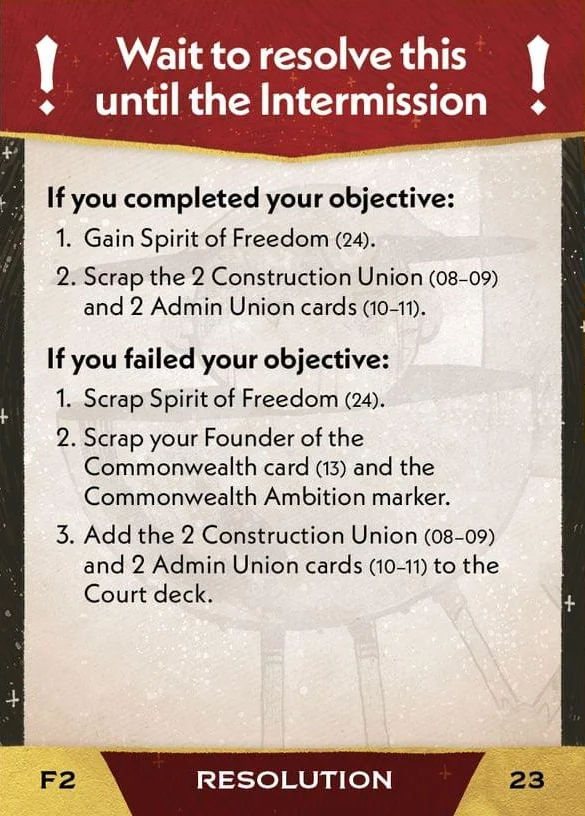 Wait to resolve this
until the Intermission
!
!
If you completed your objective:
1. Gain Spirit of Freedom (24).
2. Scrap the 2 Construction Union (08–09)
and 2 Admin Union cards (10–11).
If you failed your objective:
1. Scrap Spirit of Freedom (24).
2. Scrap your Founder of the
Commonwealth card (13) and the
Commonwealth Ambition marker.
3. Add the 2 Construction Union (08–09)
and 2 Admin Union cards (10–11) to the
Court deck.
F2
RESOLUTION
23